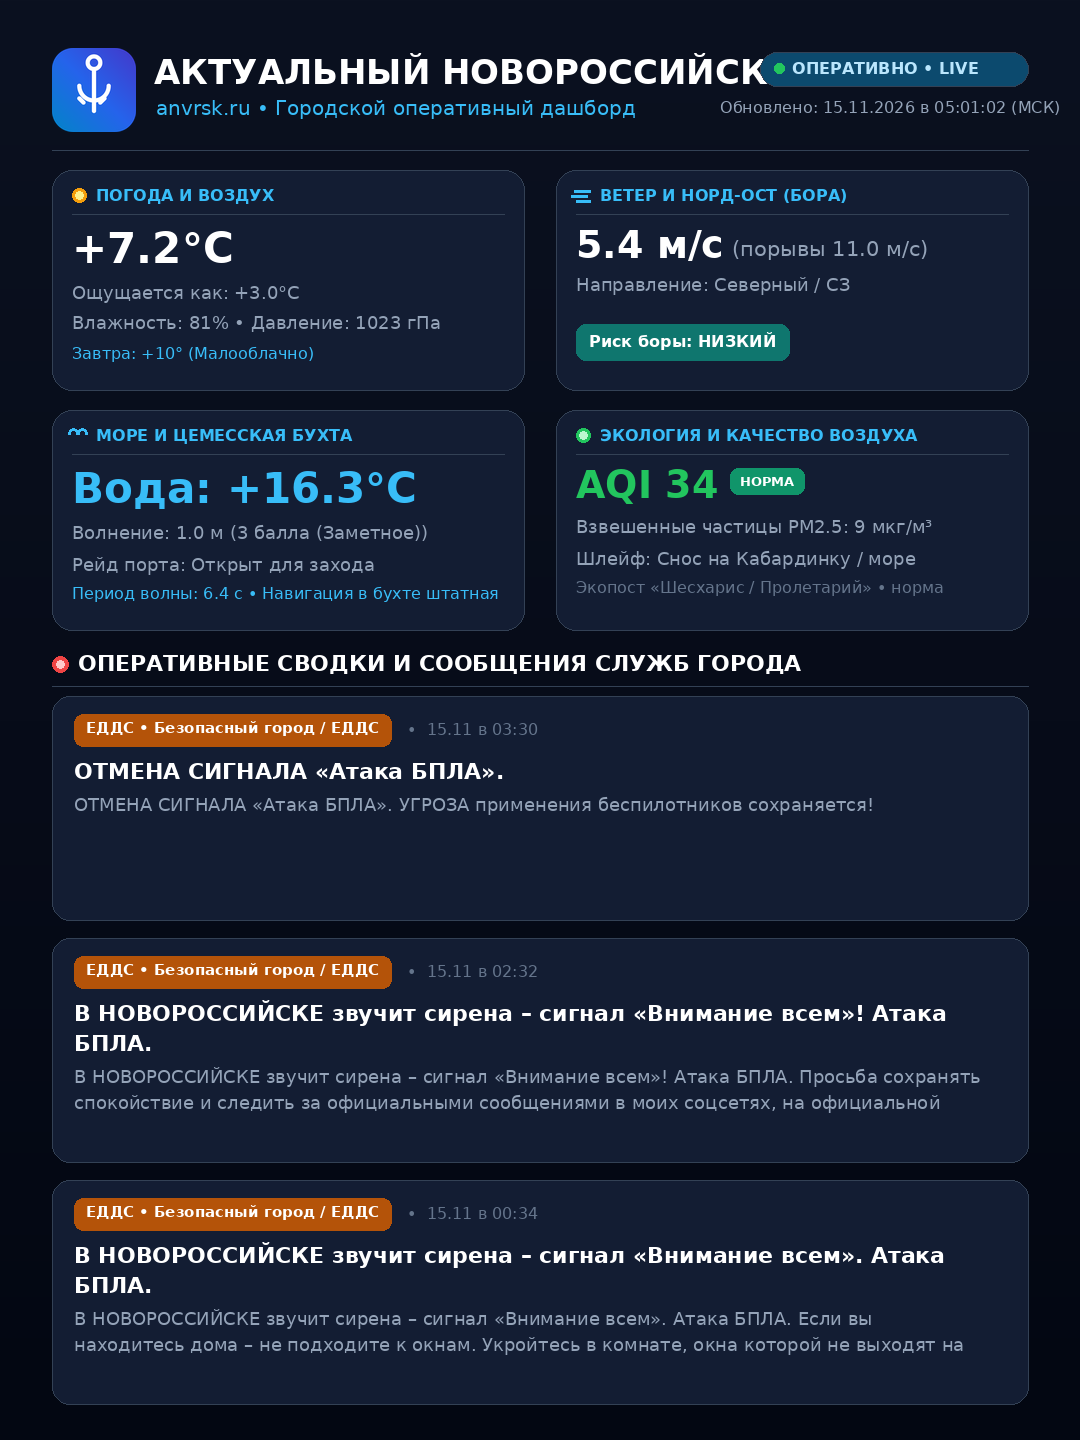 АКТУАЛЬНЫЙ НОВОРОССИЙСК
ОПЕРАТИВНО • LIVE
anvrsk.ru • Городской оперативный дашборд
Обновлено: 15.11.2026 в 05:01:02 (МСК)
ПОГОДА И ВОЗДУХ
+7.2°C
Ощущается как: +3.0°C
Влажность: 81% • Давление: 1023 гПа
Завтра: +10° (Малооблачно)
ВЕТЕР И НОРД-ОСТ (БОРА)
5.4 м/с (порывы 11.0 м/с)
Направление: Северный / СЗ
Риск боры: НИЗКИЙ
МОРЕ И ЦЕМЕССКАЯ БУХТА
Вода: +16.3°C
Волнение: 1.0 м (3 балла (Заметное))
Рейд порта: Открыт для захода
Период волны: 6.4 с • Навигация в бухте штатная
ЭКОЛОГИЯ И КАЧЕСТВО ВОЗДУХА
AQI 34 НОРМА
Взвешенные частицы PM2.5: 9 мкг/м³
Шлейф: Снос на Кабардинку / море
Экопост «Шесхарис / Пролетарий» • норма
ОПЕРАТИВНЫЕ СВОДКИ И СООБЩЕНИЯ СЛУЖБ ГОРОДА
ЕДДС • Безопасный город / ЕДДС • 15.11 в 03:30
ОТМЕНА СИГНАЛА «Атака БПЛА».
ОТМЕНА СИГНАЛА «Атака БПЛА». УГРОЗА применения беспилотников сохраняется!
ЕДДС • Безопасный город / ЕДДС • 15.11 в 02:32
В НОВОРОССИЙСКЕ звучит сирена – сигнал «Внимание всем»! Атака
БПЛА.
В НОВОРОССИЙСКЕ звучит сирена – сигнал «Внимание всем»! Атака БПЛА. Просьба сохранять
спокойствие и следить за официальными сообщениями в моих соцсетях, на официальной
ЕДДС • Безопасный город / ЕДДС • 15.11 в 00:34
В НОВОРОССИЙСКЕ звучит сирена – сигнал «Внимание всем». Атака
БПЛА.
В НОВОРОССИЙСКЕ звучит сирена – сигнал «Внимание всем». Атака БПЛА. Если вы
находитесь дома – не подходите к окнам. Укройтесь в комнате, окна которой не выходят на